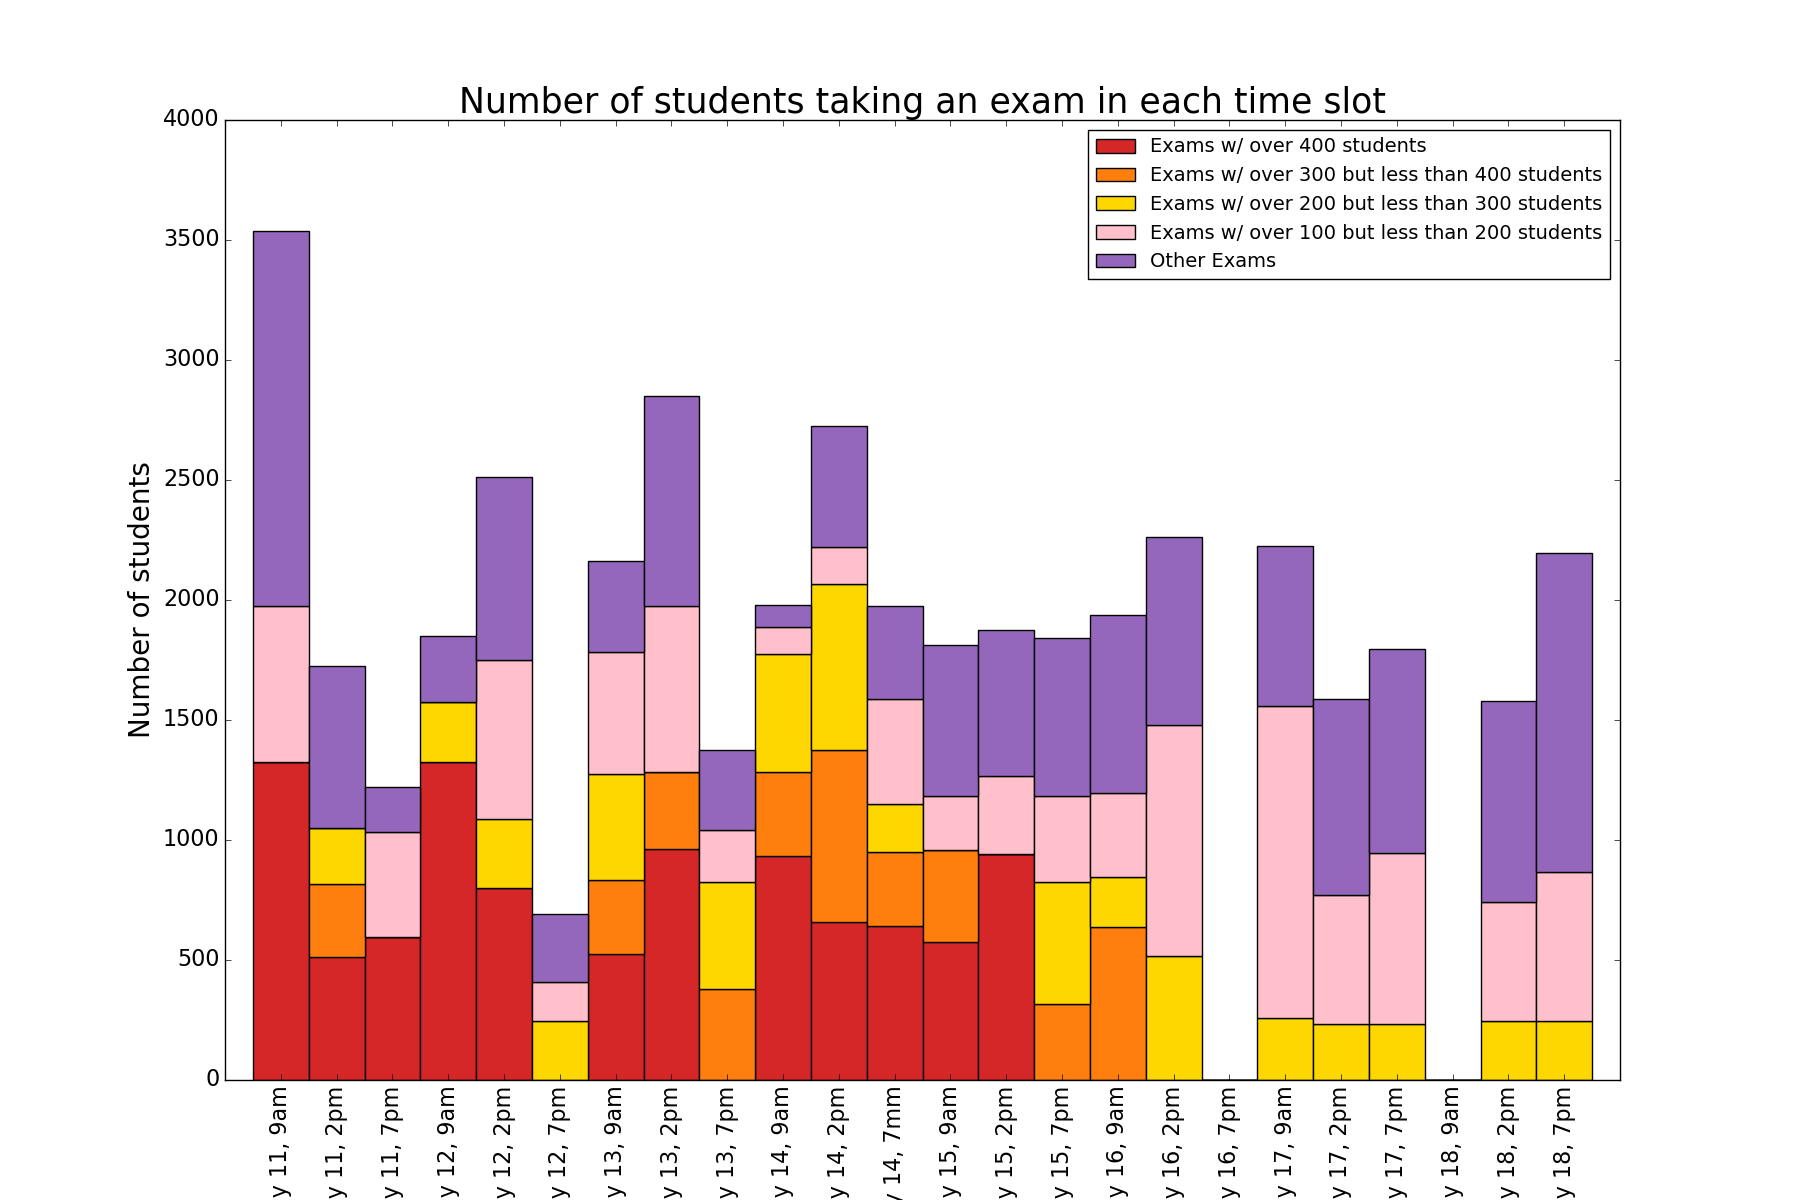 Number of students taking an exam in each time slot
Exams w/ over 400 students
Exams w/ over 300 but less than 400 students
Exams w/ over 200 but less than 300 students
Exams w/ over 100 but less than 200 students
Other Exams
Number of students
4000
3500
3000
2500
2000
1500
1000
500
0
y 11, 9am
y 11, 2pm
y 11, 7pm
y 12, 9am
y 12, 2pm
y 12, 7pm
y 13, 9am
y 13, 2pm
y 13, 7pm
y 14, 9am
y 14, 2pm
y 14, 7mm
y 15, 9am
y 15, 2pm
y 15, 7pm
y 16, 9am
y 16, 2pm
y 16, 7pm
y 17, 9am
y 17, 2pm
y 17, 7pm
y 18, 9am
y 18, 2pm
y 18, 7pm